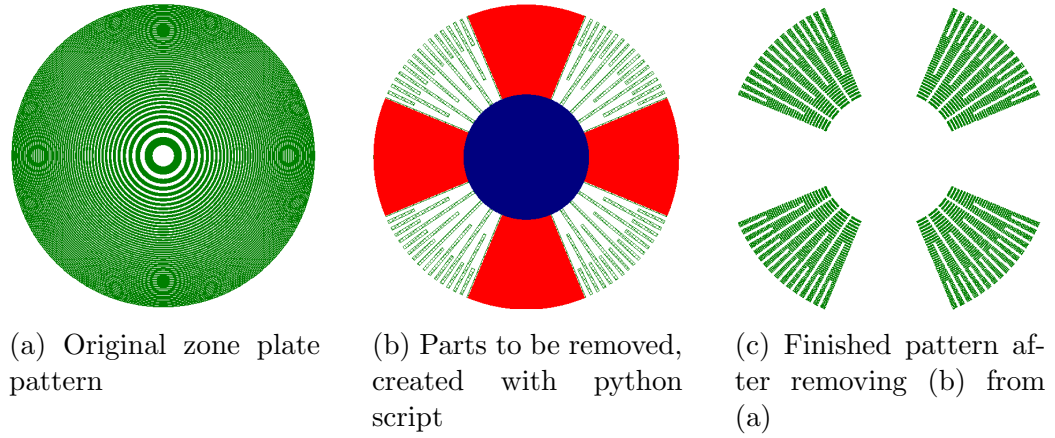 (a) Original zone plate
pattern
(b) Parts to be removed,
created with python
script
(c) Finished pattern af-
ter removing (b) from
(a)